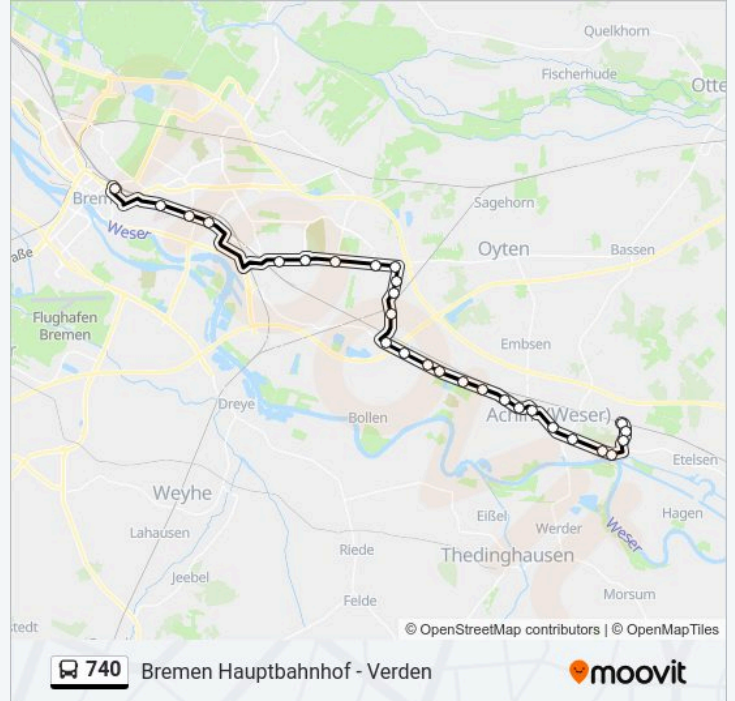 Quelkhorn
Fischerhude
Otte
Sagehorn
Brem
Weser
Oyten
Bassen
aße
Flughafen
Bremen
Embsen
Dreye
Bollen
Achim (Weser)
Etelsen
Weyhe
Eißel
Hagen
Weser
Werder
Lahausen
Riede
Thedinghausen
Jeebel
Felde
Morsum
stedt
© OpenStreetMap contributors | © OpenMapTiles
740 Bremen Hauptbahnhof - Verden
moovit